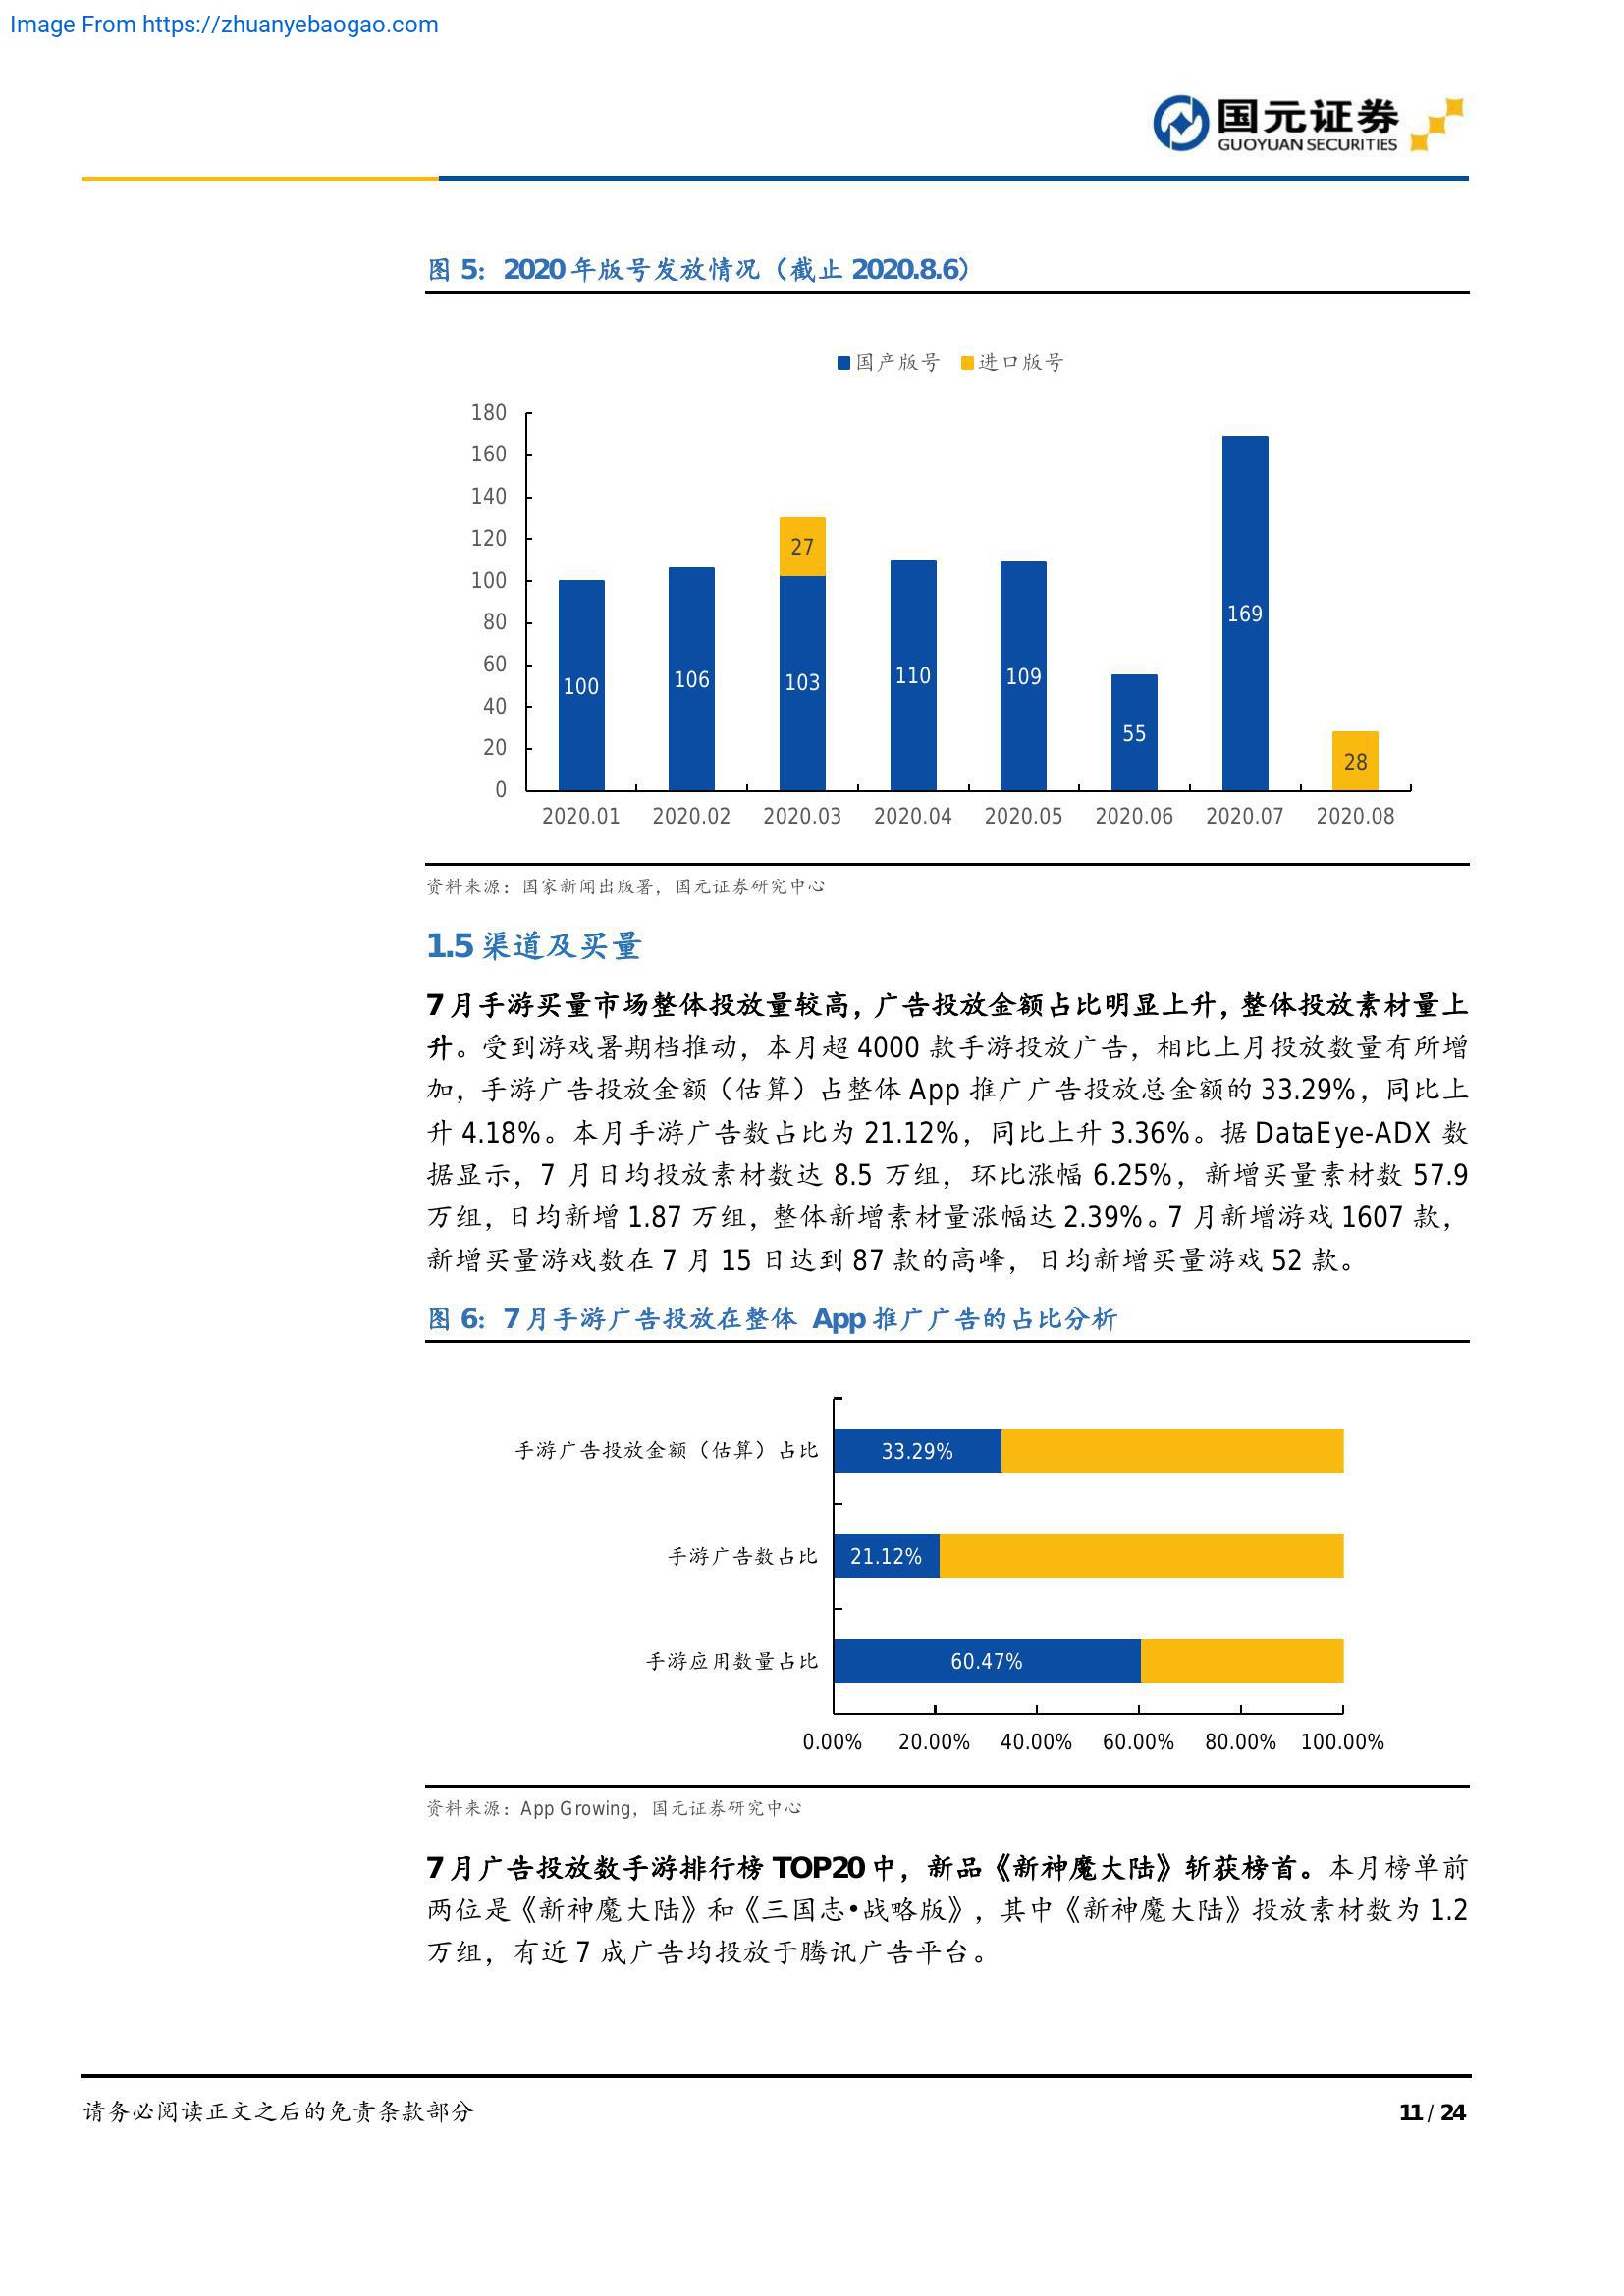 Image From https://zhuanyebaogao.com
国元证券
GUOYUAN SECURITIES
图 5：2020 年版号发放情况（截止 2020.8.6）
国产版号 进口版号
180
160
140
120
100
80
60
40
20
0
27
100
106
103
110
109
55
169
28
2020.01 2020.02 2020.03 2020.04 2020.05 2020.06 2020.07 2020.08
资料来源：国家新闻出版署，国元证券研究中心
1.5 渠道及买量
7 月手游买量市场整体投放量较高，广告投放金额占比明显上升，整体投放素材量上
升。受到游戏暑期档推动，本月超 4000 款手游投放广告，相比上月投放数量有所增
加，手游广告投放金额（估算）占整体 App 推广广告投放总金额的 33.29%，同比上
升 4.18%。本月手游广告数占比为 21.12%，同比上升 3.36%。据 DataEye-ADX 数
据显示，7 月日均投放素材数达 8.5 万组，环比涨幅 6.25%，新增买量素材数 57.9
万组，日均新增 1.87 万组，整体新增素材量涨幅达 2.39%。7 月新增游戏 1607 款，
新增买量游戏数在 7 月 15 日达到 87 款的高峰，日均新增买量游戏 52 款。
图 6：7 月手游广告投放在整体 App 推广广告的占比分析
手游广告投放金额（估算）占比 33.29%
手游广告数占比 21.12%
手游应用数量占比 60.47%
0.00% 20.00% 40.00% 60.00% 80.00% 100.00%
资料来源：App Growing，国元证券研究中心
7 月广告投放数手游排行榜 TOP20 中，新品《新神魔大陆》斩获榜首。本月榜单前
两位是《新神魔大陆》和《三国志•战略版》，其中《新神魔大陆》投放素材数为 1.2
万组，有近 7 成广告均投放于腾讯广告平台。
请务必阅读正文之后的免责条款部分
11 / 24